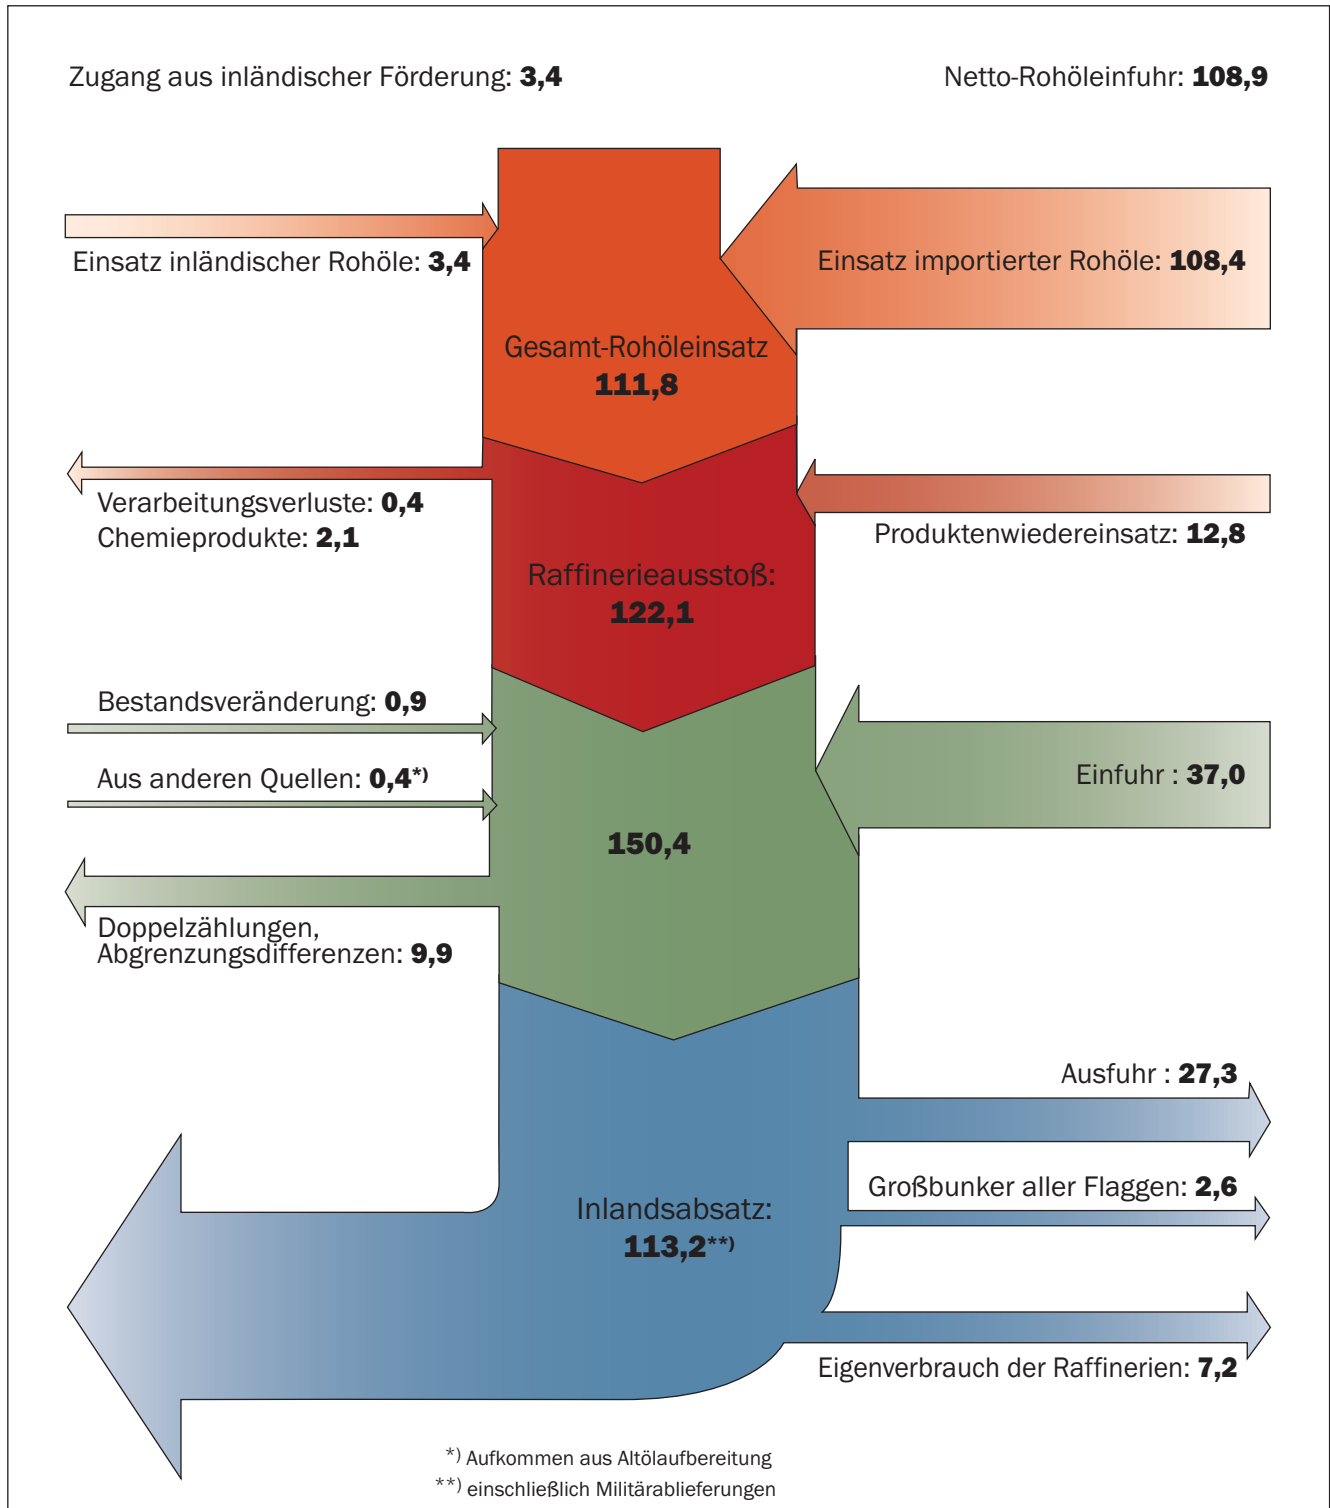 Zugang aus inländischer Förderung: 3,4
Netto-Rohöleinfuhr: 108,9
Einsatz inländischer Rohöle: 3,4
Einsatz importierter Rohöle: 108,4
Gesamt-Rohöleinsatz
111,8
Verarbeitungsverluste: 0,4
Chemieprodukte: 2,1
Produktenwiedereinsatz: 12,8
Raffinerieausstoß:
122,1
Bestandsveränderung: 0,9
Aus anderen Quellen: 0,4*)
Einfuhr : 37,0
150,4
Doppelzählungen,
Abgrenzungsdifferenzen: 9,9
Ausfuhr : 27,3
Großbunker aller Flaggen: 2,6
Inlandsabsatz:
113,2**)
Eigenverbrauch der Raffinerien: 7,2
*) Aufkommen aus Altölaufbereitung
**) einschließlich Militärablieferungen